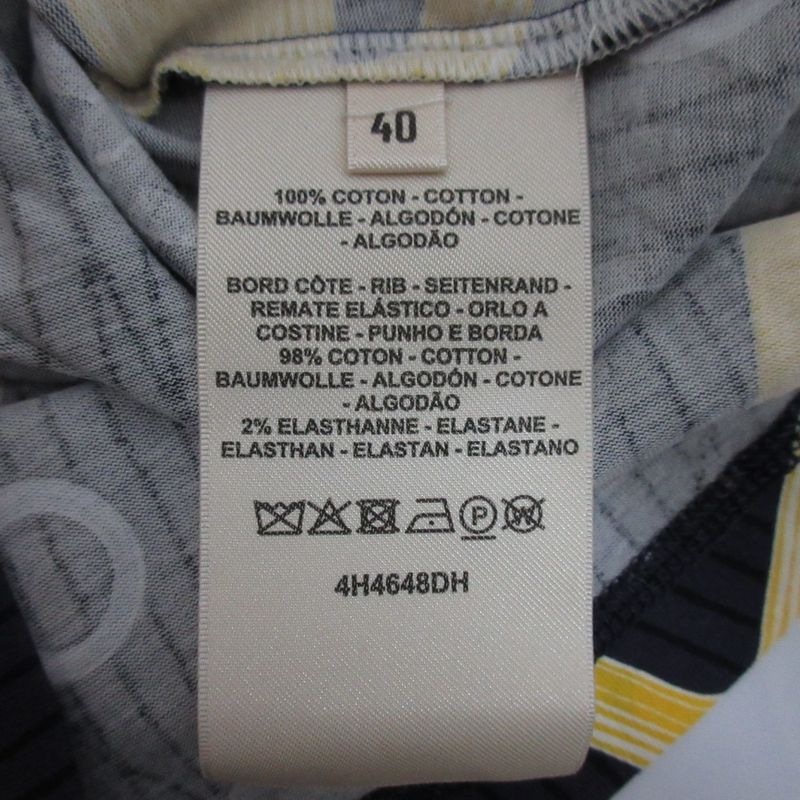 40
100% COTON - COTTON -
BAUMWOLLE - ALGODÓN - COTONE
- ALGODÃO
BORD CÔTE - RIB - SEITENRAND -
REMATE ELÁSTICO - ORLO A
COSTINE - PUNHO E BORDA
98% COTON - COTTON -
BAUMWOLLE - ALGODÓN - COTONE
- ALGODÃO
2% ELASTHANNE - ELASTANE -
ELASTHAN - ELASTAN - ELASTANO
P W
4H4648DH